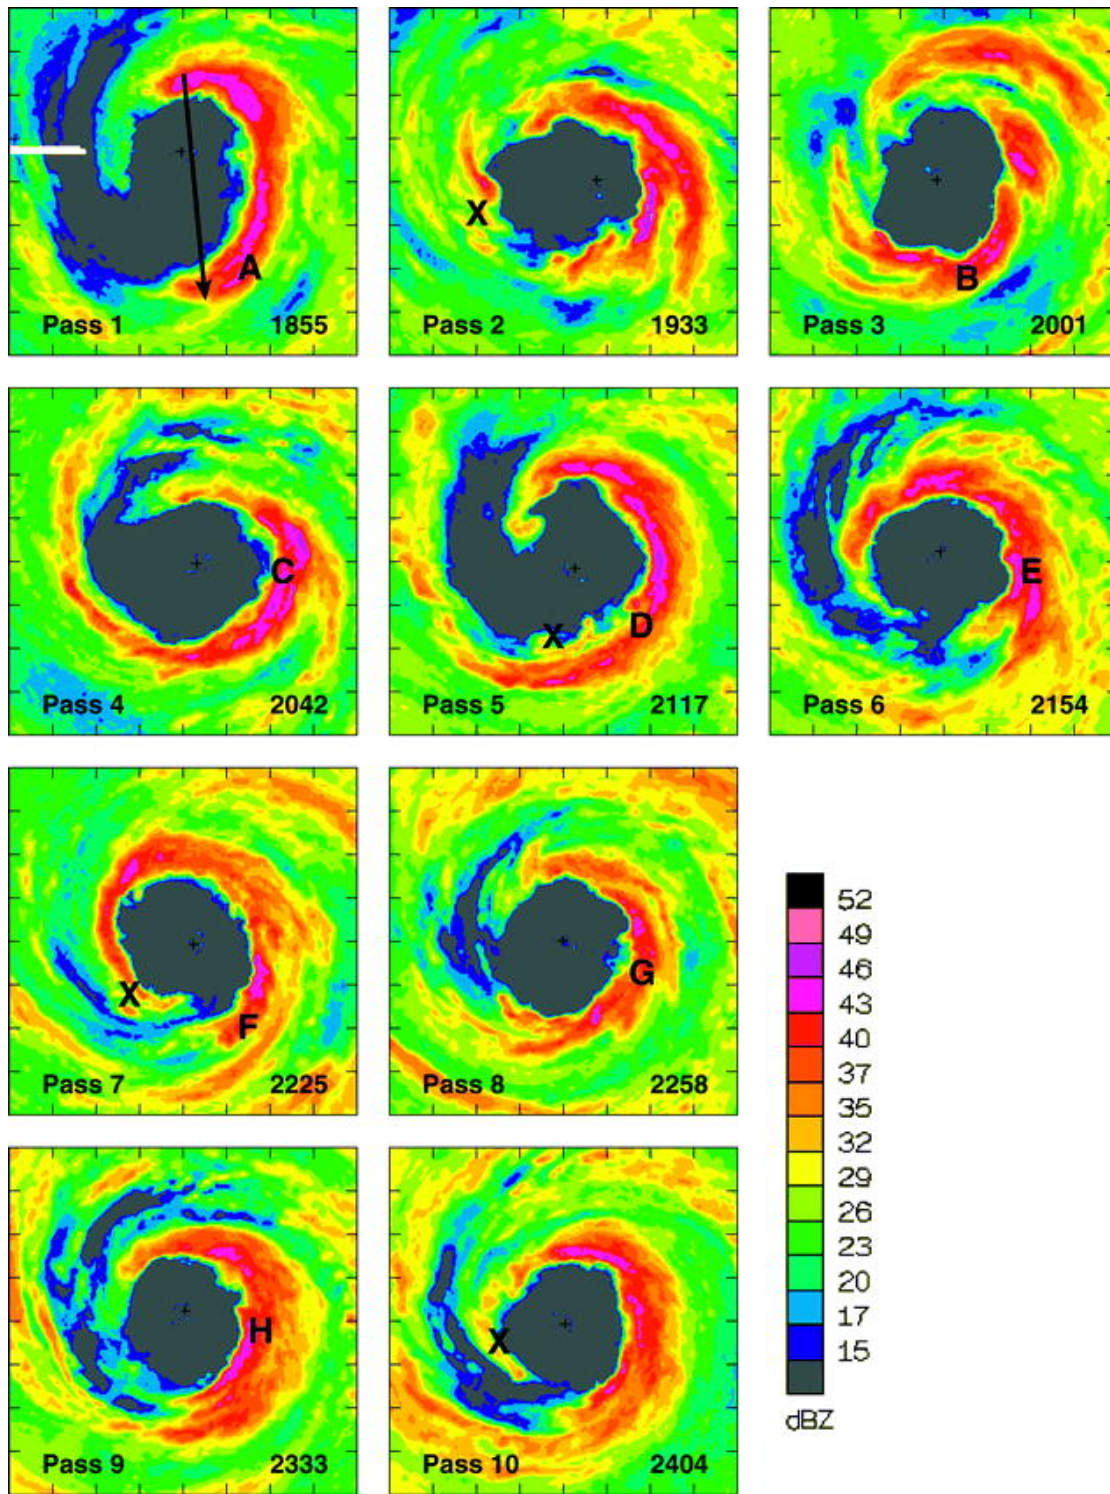 A
Pass 1 1855
X
Pass 2 1933
B
Pass 3 2001
C
Pass 4 2042
X D
Pass 5 2117
E
Pass 6 2154
X
F
Pass 7 2225
G
Pass 8 2258
H
Pass 9 2333
X
Pass 10 2404
52
49
46
43
40
37
35
32
29
26
23
20
17
15
dBZ